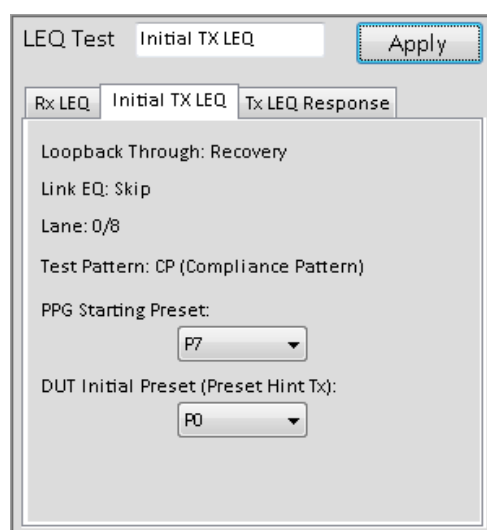 LEQ Test Initial TX LEQ Apply
Rx LEQ Initial TX LEQ Tx LEQ Response
Loopback Through: Recovery
Link EQ: Skip
Lane: 0/8
Test Pattern: CP (Compliance Pattern)
PPG Starting Preset:
P7
DUT Initial Preset (Preset Hint Tx):
P0